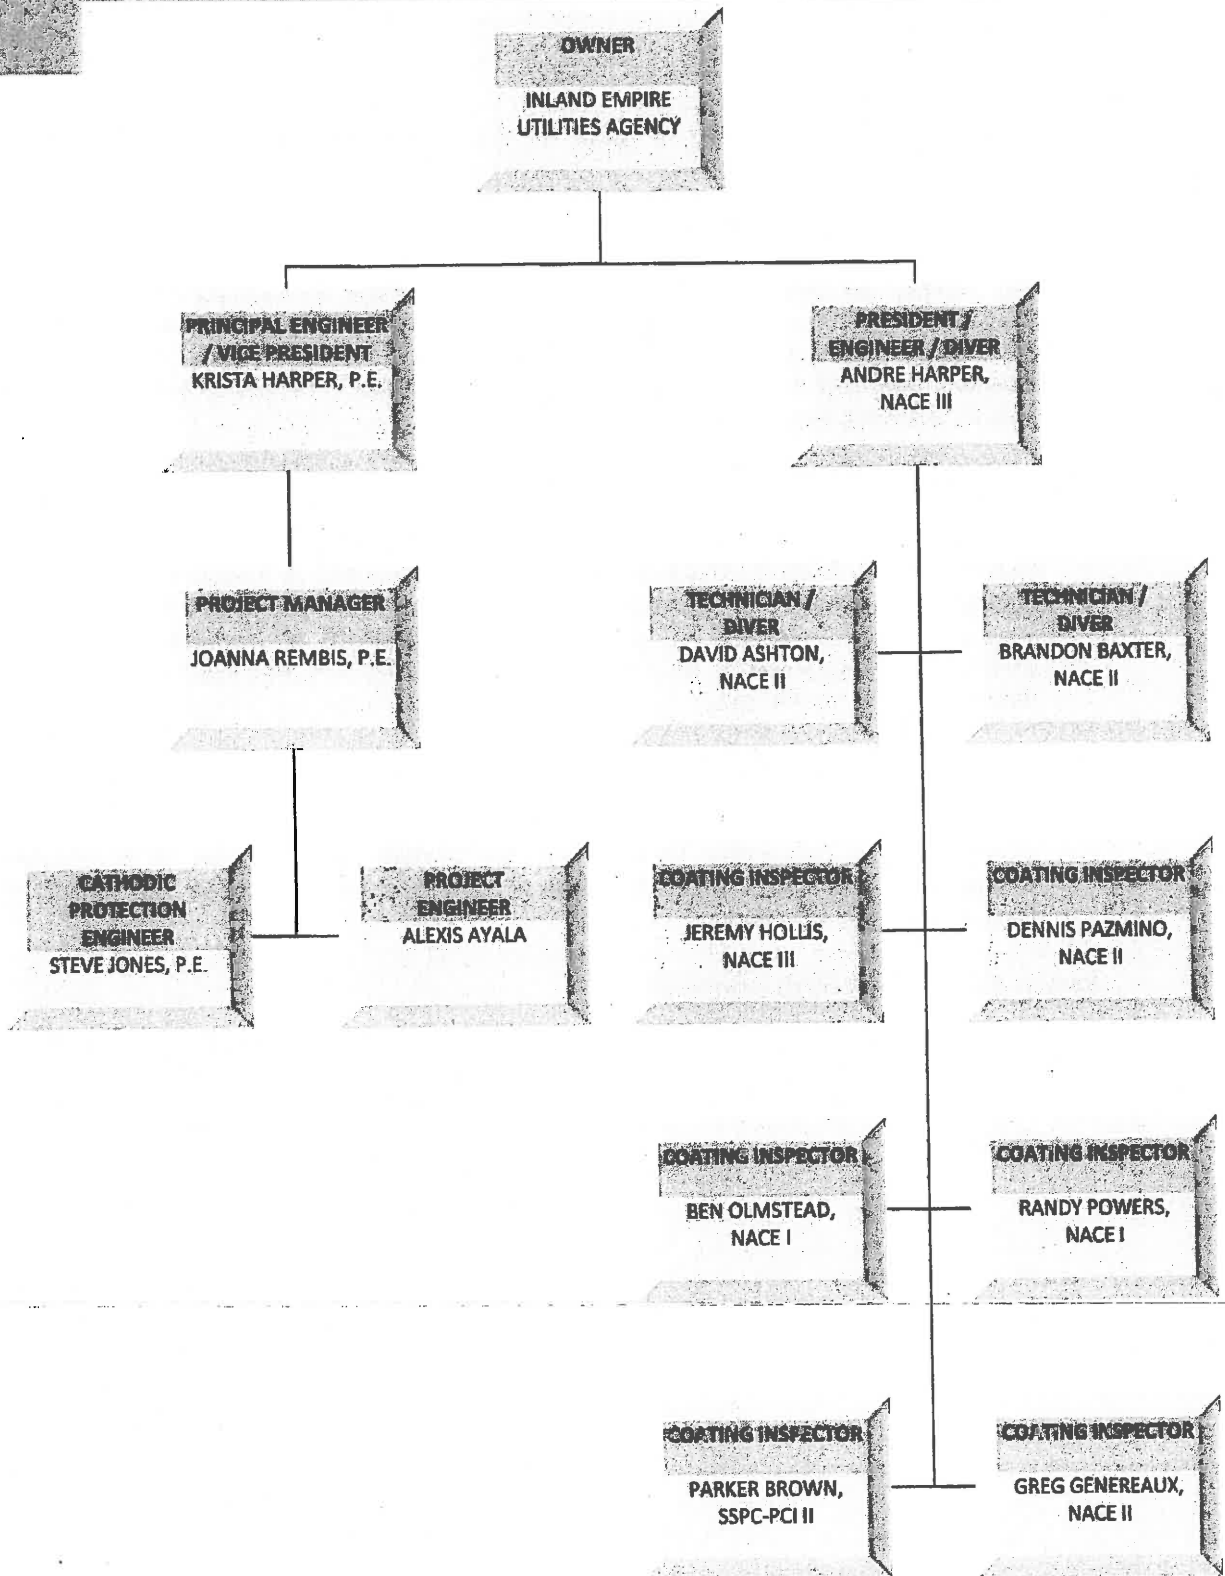 OWNER
INLAND EMPIRE
UTILITIES AGENCY
PRINCIPAL ENGINEER
/ VICE PRESIDENT
KRISTA HARPER, P.E.
PRESIDENT /
ENGINEER / DIVER
ANDRE HARPER,
NACE III
PROJECT MANAGER
JOANNA REMBIS, P.E.
TECHNICIAN /
DIVER
DAVID ASHTON,
NACE II
TECHNICIAN /
DIVER
BRANDON BAXTER,
NACE II
CATHODIC
PROTECTION
ENGINEER
STEVE JONES, P.E.
PROJECT
ENGINEER
ALEXIS AYALA
COATING INSPECTOR
JEREMY HOLLIS,
NACE III
COATING INSPECTOR
DENNIS PAZMINO,
NACE II
COATING INSPECTOR
BEN OLMSTEAD,
NACE I
COATING INSPECTOR
RANDY POWERS,
NACE I
COATING INSPECTOR
PARKER BROWN,
SSPC-PCI II
COATING INSPECTOR
GREG GENEREAUX,
NACE II